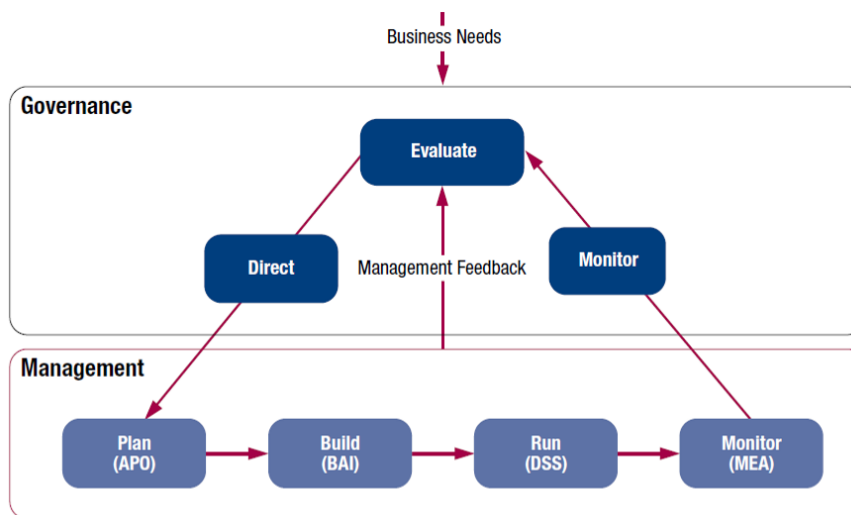 Business Needs
Governance
Evaluate
Direct
Management Feedback
Monitor
Management
Plan
(APO)
Build
(BAI)
Run
(DSS)
Monitor
(MEA)